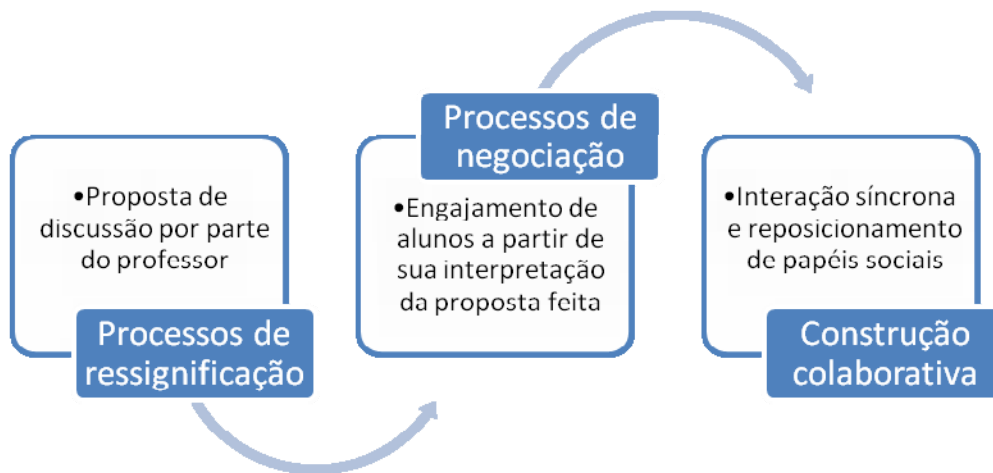 •Proposta de
discussão por parte
do professor
Processos de
ressignificação
Processos de
negociação
•Engajamento de
alunos a partir de
sua interpretação
da proposta feita
•Interação síncrona
e reposicionamento
de papéis sociais
Construção
colaborativa